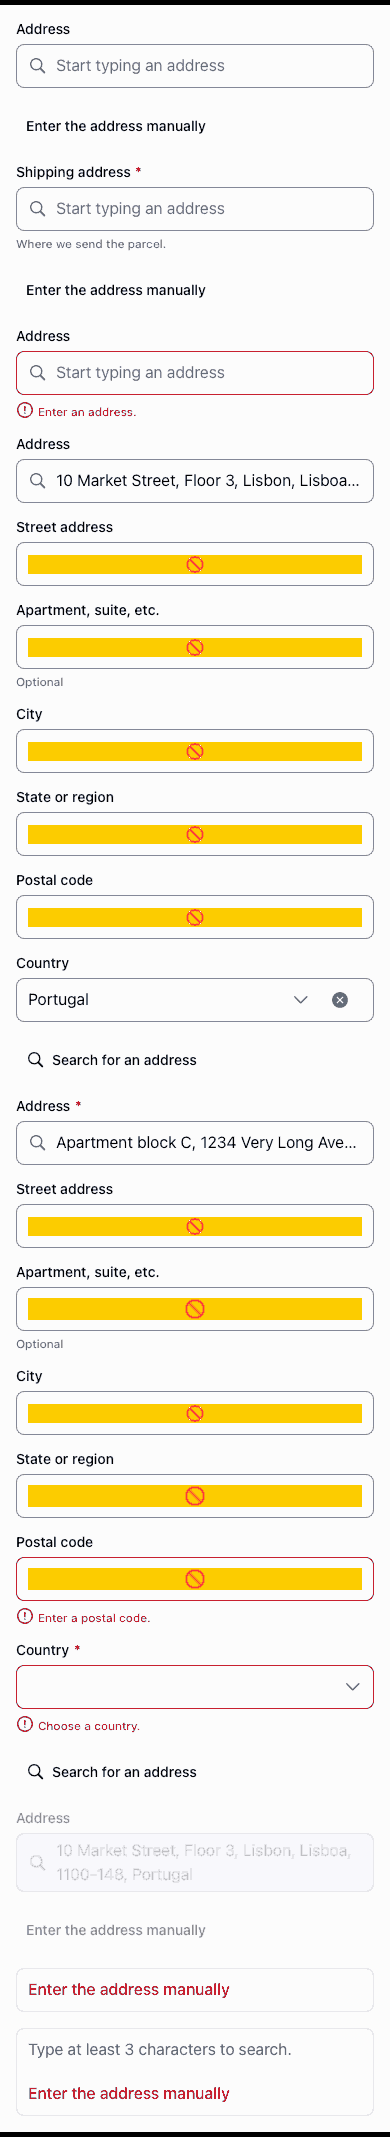 Address
Start typing an address
Enter the address manually
Shipping address *
Start typing an address
Where we send the parcel.
Enter the address manually
Address
Start typing an address
Enter an address.
Address
10 Market Street, Floor 3, Lisbon, Lisboa...
Street address
Apartment, suite, etc.
Optional
City
State or region
Postal code
Country
Portugal
Search for an address
Address *
Apartment block C, 1234 Very Long Ave...
Street address
Apartment, suite, etc.
Optional
City
State or region
Postal code
Enter a postal code.
Country *
Choose a country.
Search for an address
Address
10 Market Street, Floor 3, Lisbon, Lisboa,
1100-148, Portugal
Enter the address manually
Enter the address manually
Type at least 3 characters to search.
Enter the address manually